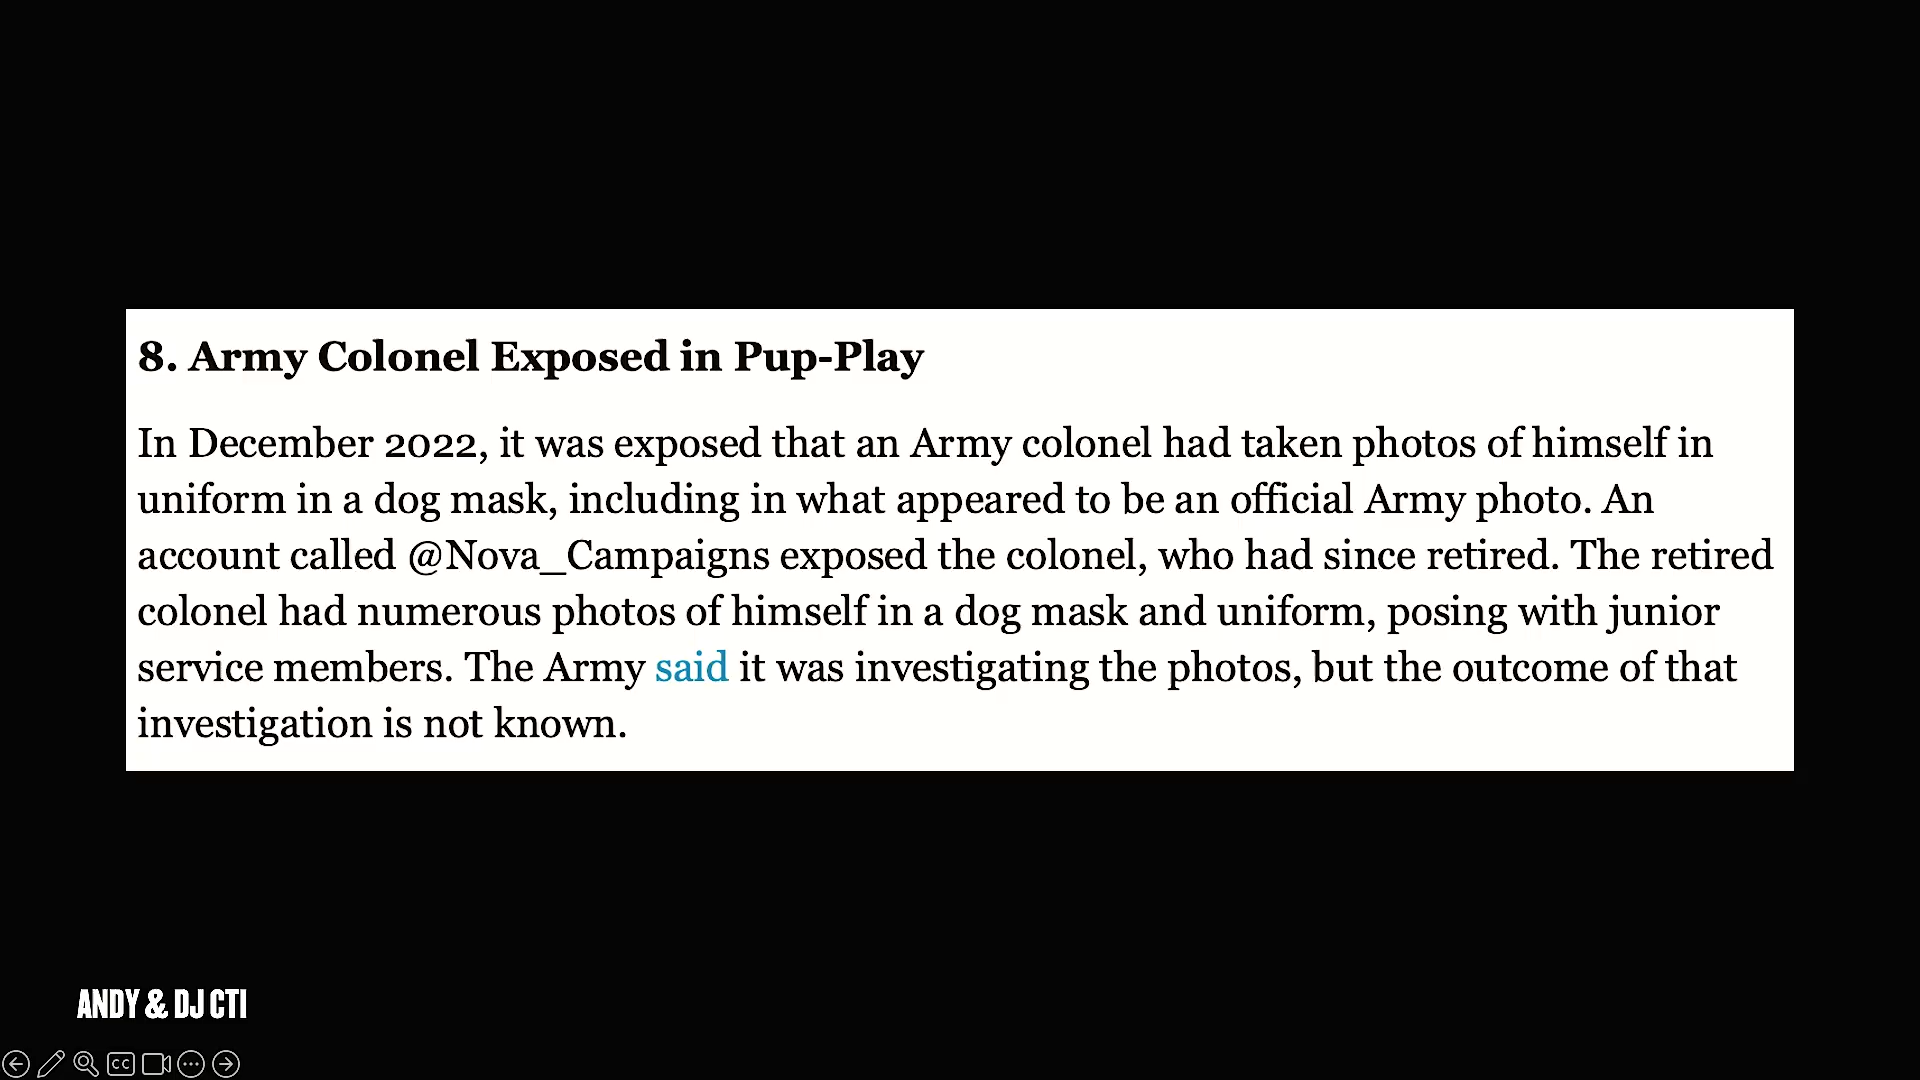 8. Army Colonel Exposed in Pup-Play
In December 2022, it was exposed that an Army colonel had taken photos of himself in
uniform in a dog mask, including in what appeared to be an official Army photo. An
account called @Nova_Campaigns exposed the colonel, who had since retired. The retired
colonel had numerous photos of himself in a dog mask and uniform, posing with junior
service members. The Army said it was investigating the photos, but the outcome of that
investigation is not known.
ANDY & DJ CTI
CC